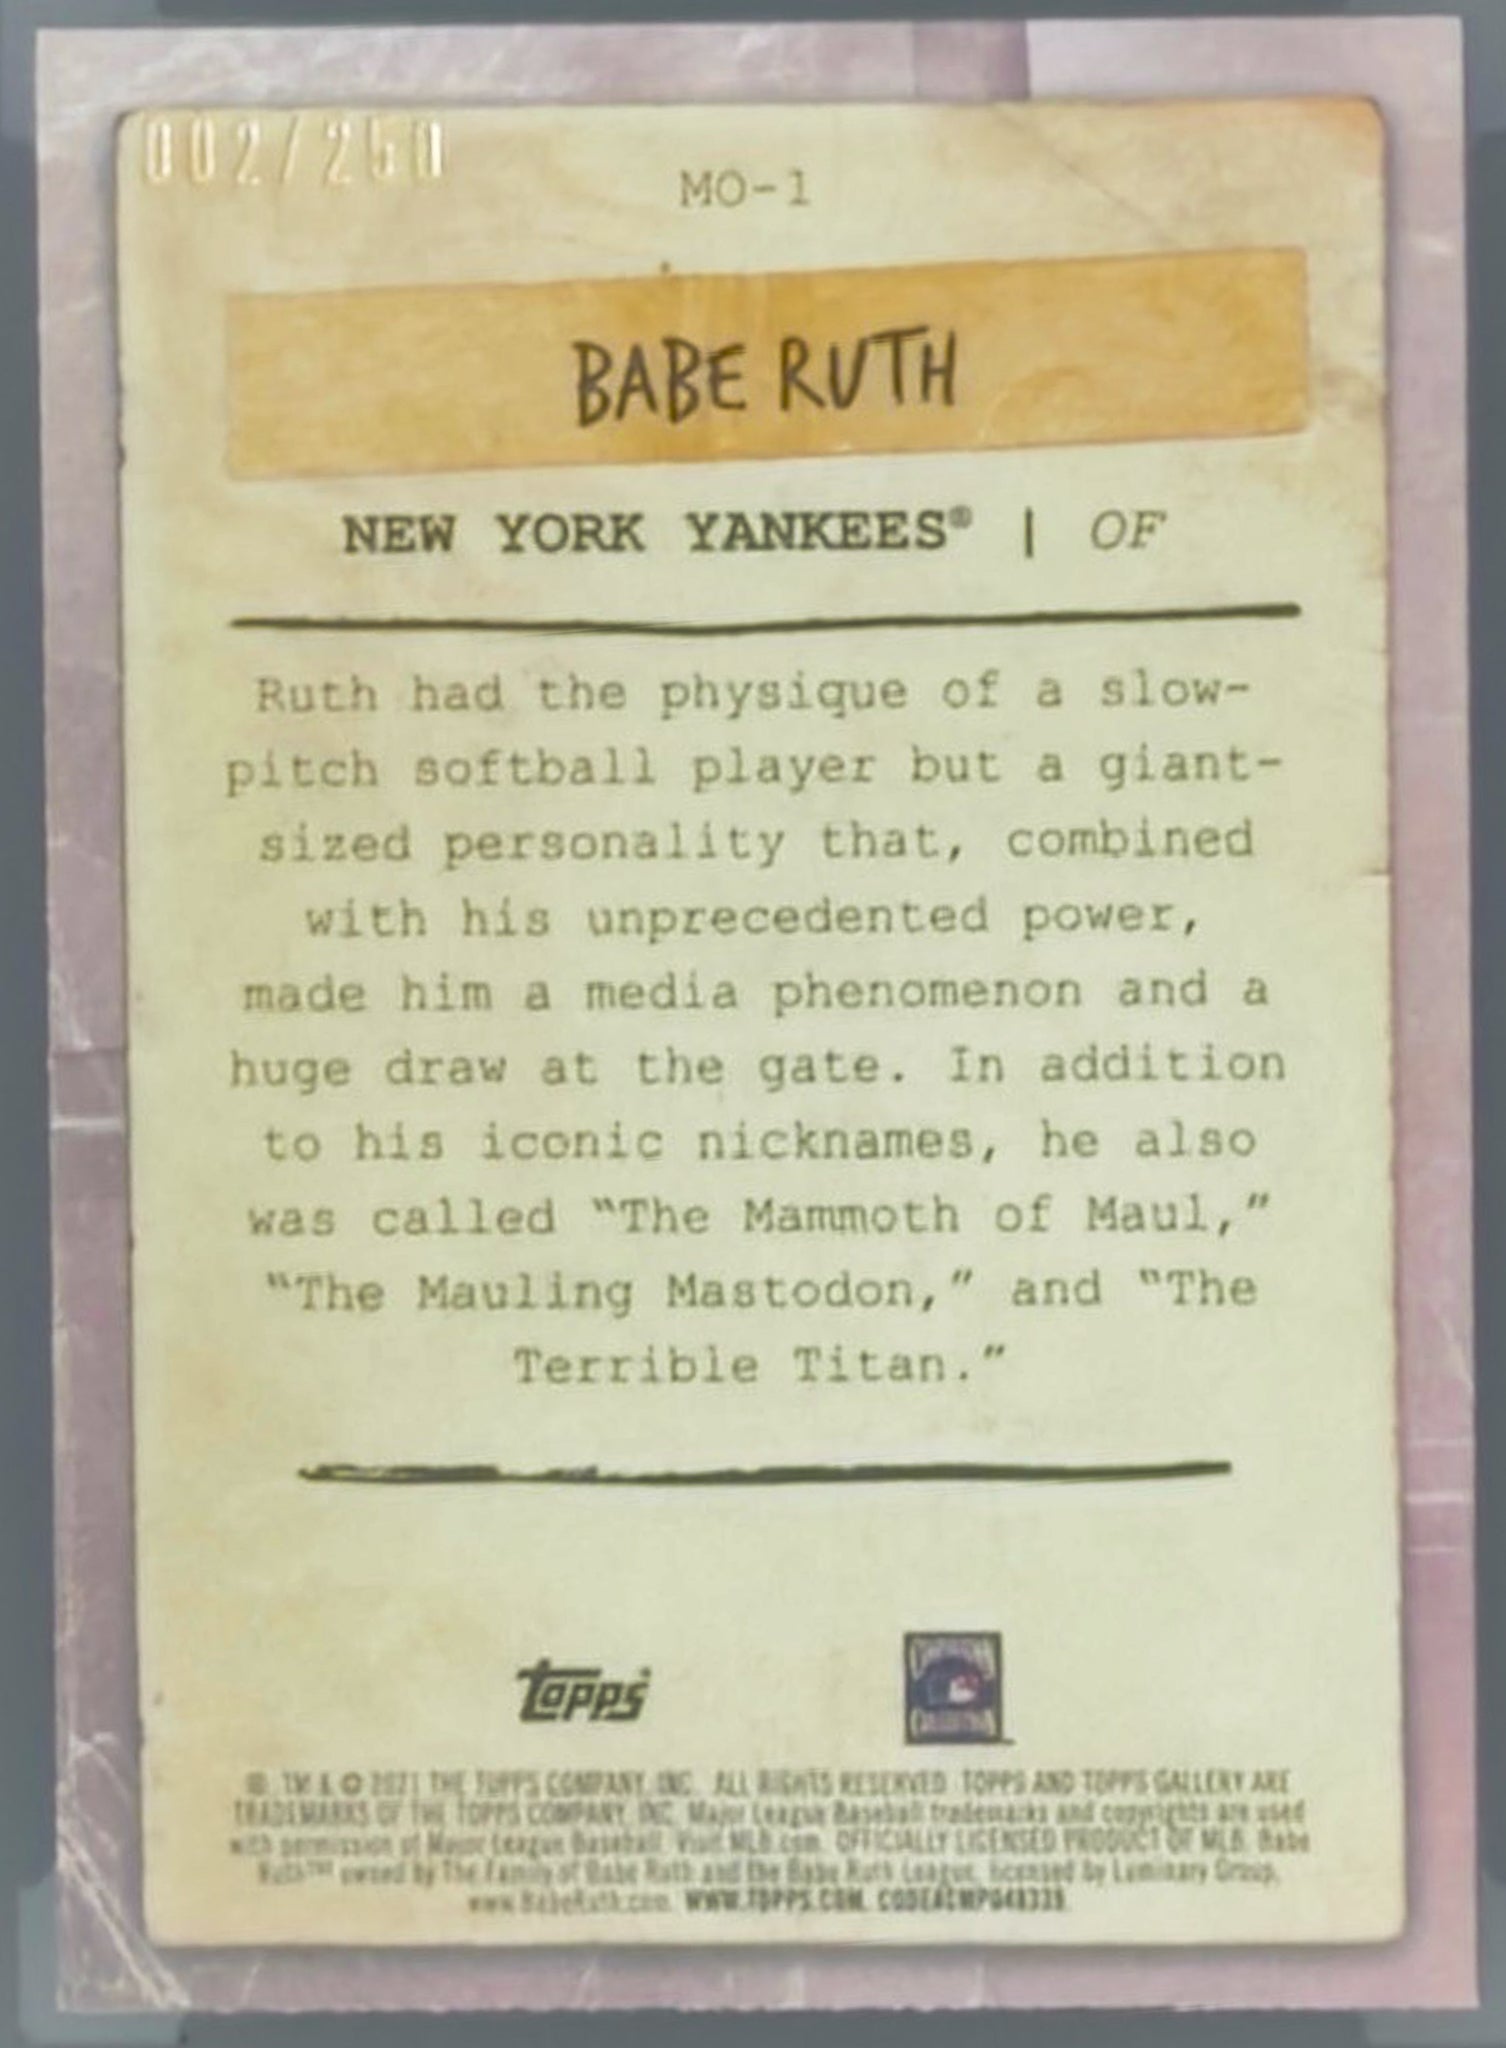 002/250
MO-1
BABE RUTH
NEW YORK YANKEES® | OF
Ruth had the physique of a slow-
pitch softball player but a giant-
sized personality that, combined
with his unprecedented power,
made him a media phenomenon and a
huge draw at the gate. In addition
to his iconic nicknames, he also
was called “The Mammoth of Maul,”
“The Mauling Mastodon,” and “The
Terrible Titan.”
topps
COLLECTION
®, TM & © 2021 THE TOPPS COMPANY, INC. ALL RIGHTS RESERVED. TOPPS AND TOPPS GALLERY ARE
TRADEMARKS OF THE TOPPS COMPANY, INC. Major League Baseball trademarks and copyrights are used
with permission of Major League Baseball. Visit MLB.com. OFFICIALLY LICENSED PRODUCT OF MLB. Babe
Ruth™ owned by The Family of Babe Ruth and the Babe Ruth League, licensed by Luminary Group,
www.BabeRuth.com. WWW.TOPPS.COM.